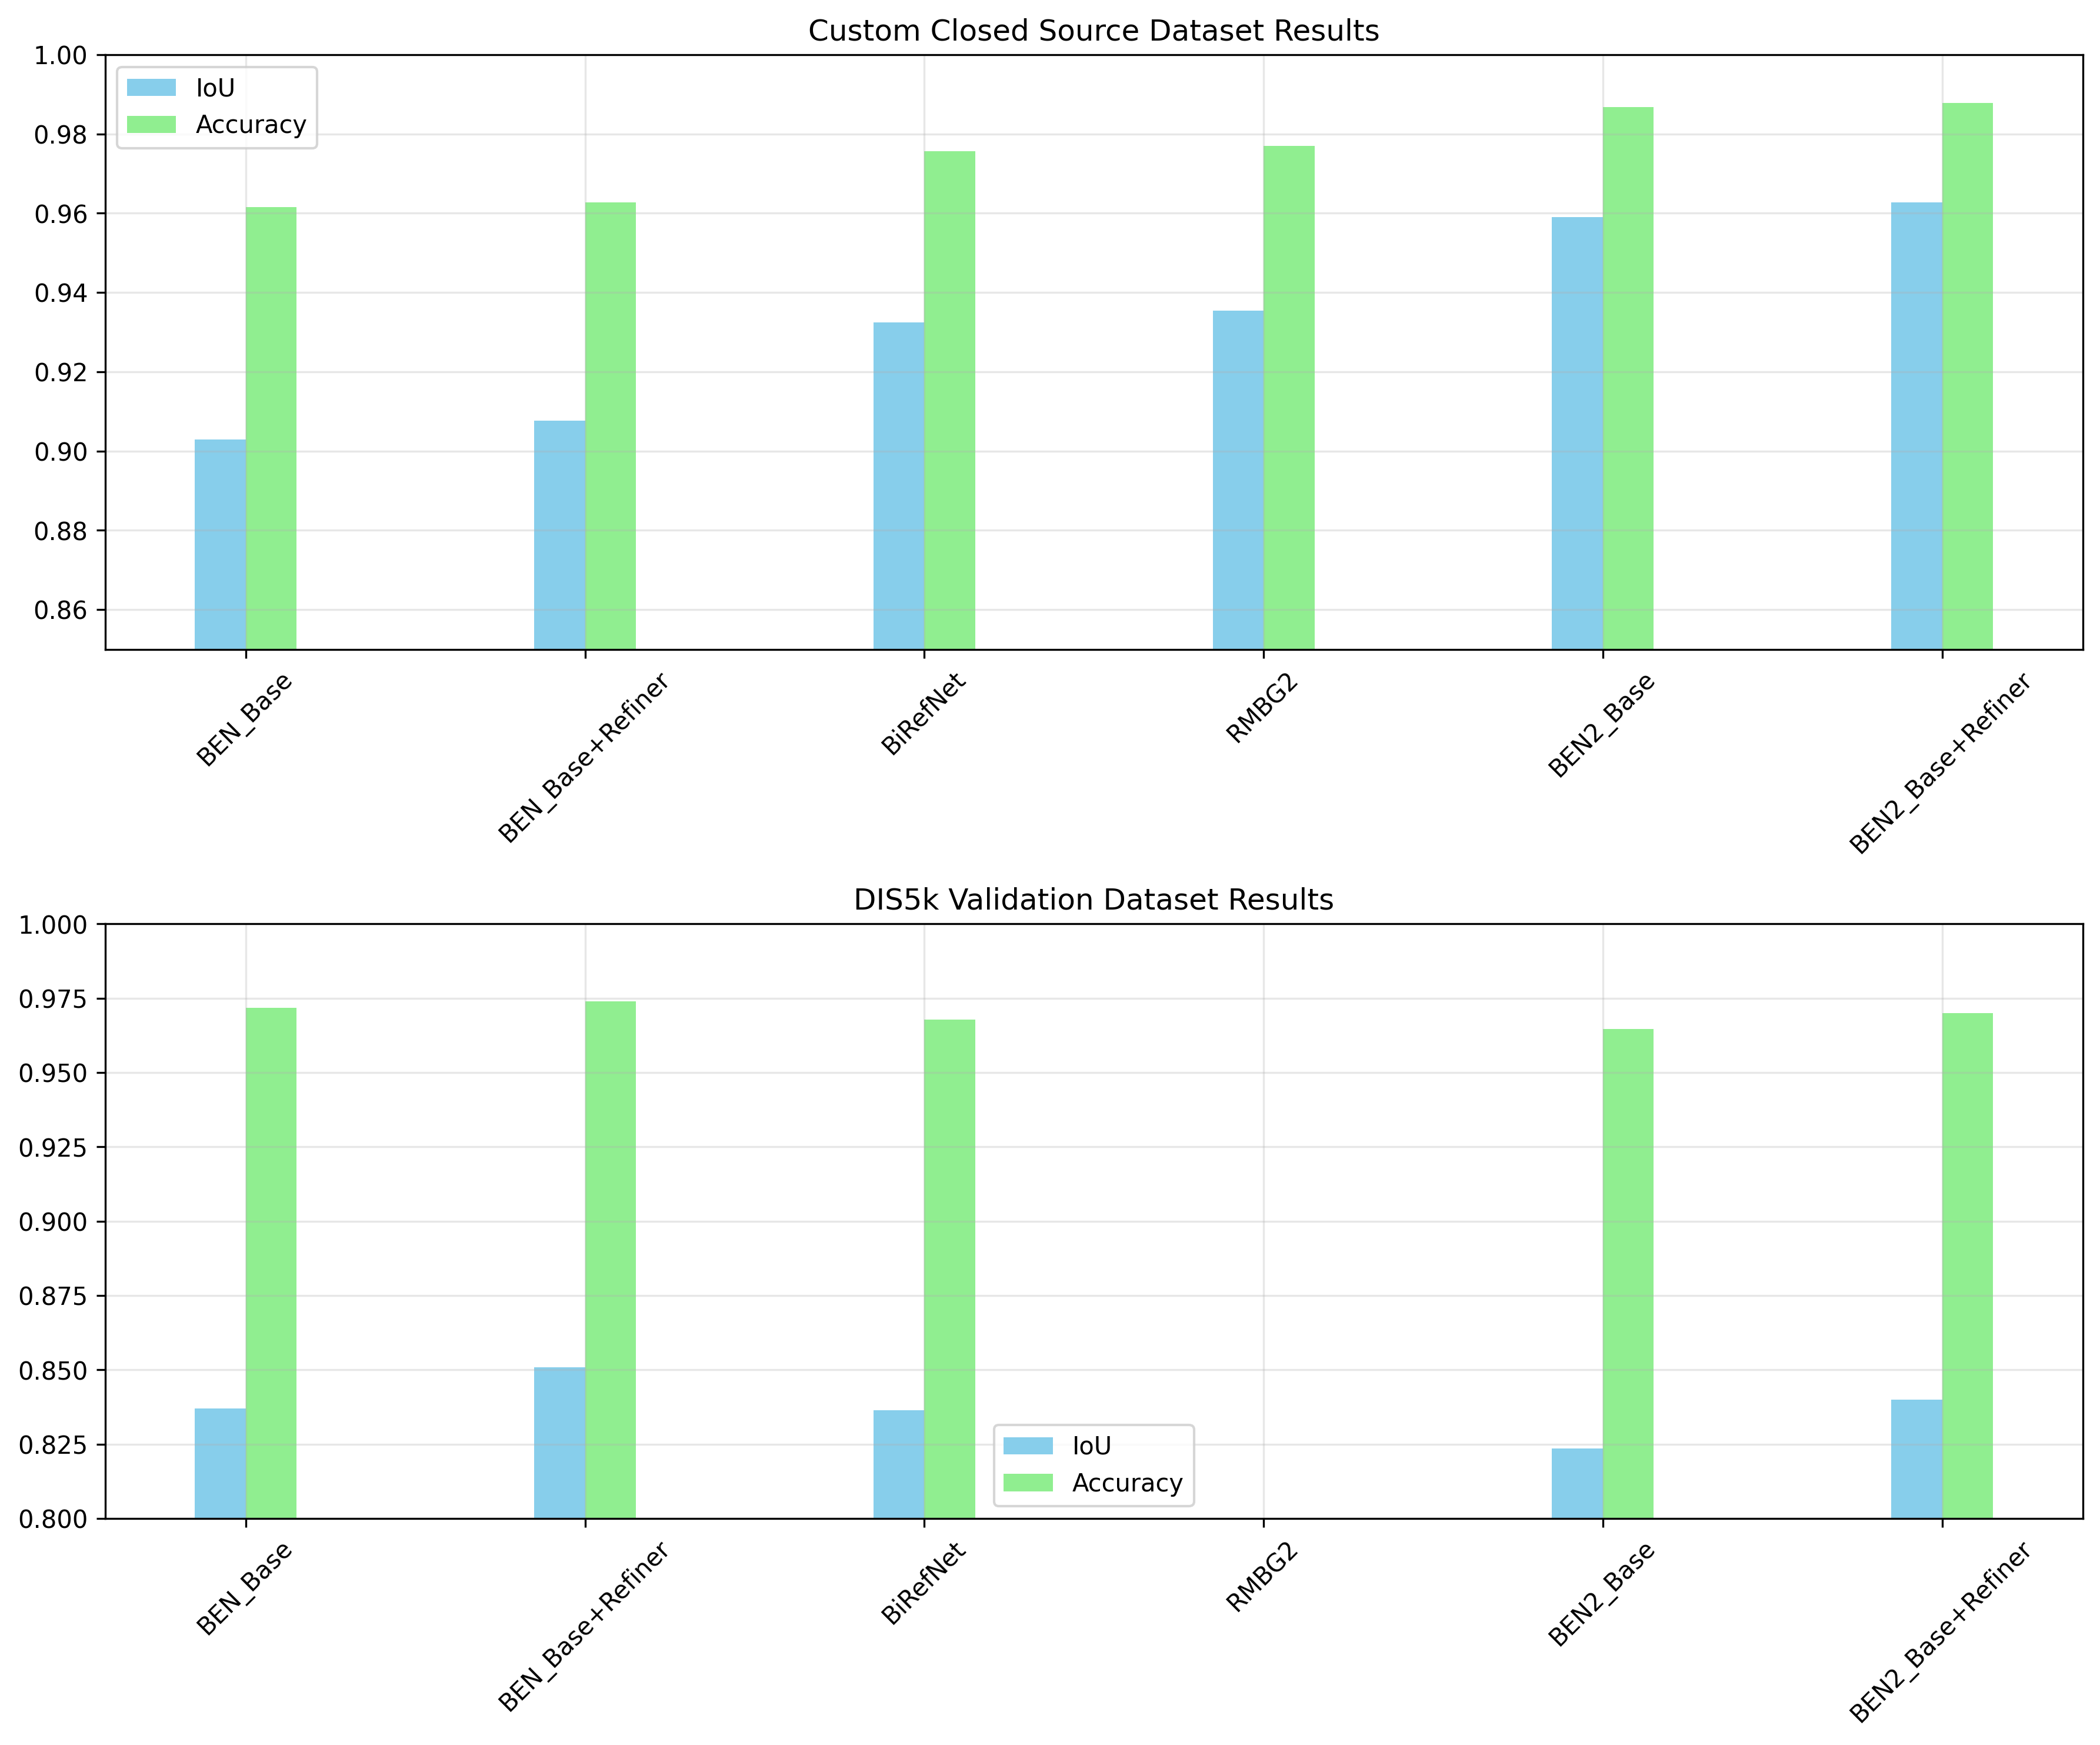 Custom Closed Source Dataset Results
1.00
0.98
0.96
0.94
0.92
0.90
0.88
0.86
IoU
Accuracy
BEN_Base
BEN_Base+Refiner
BiRefNet
RMBG2
BEN2_Base
BEN2_Base+Refiner
DIS5k Validation Dataset Results
1.000
0.975
0.950
0.925
0.900
0.875
0.850
0.825
0.800
IoU
Accuracy
BEN_Base
BEN_Base+Refiner
BiRefNet
RMBG2
BEN2_Base
BEN2_Base+Refiner